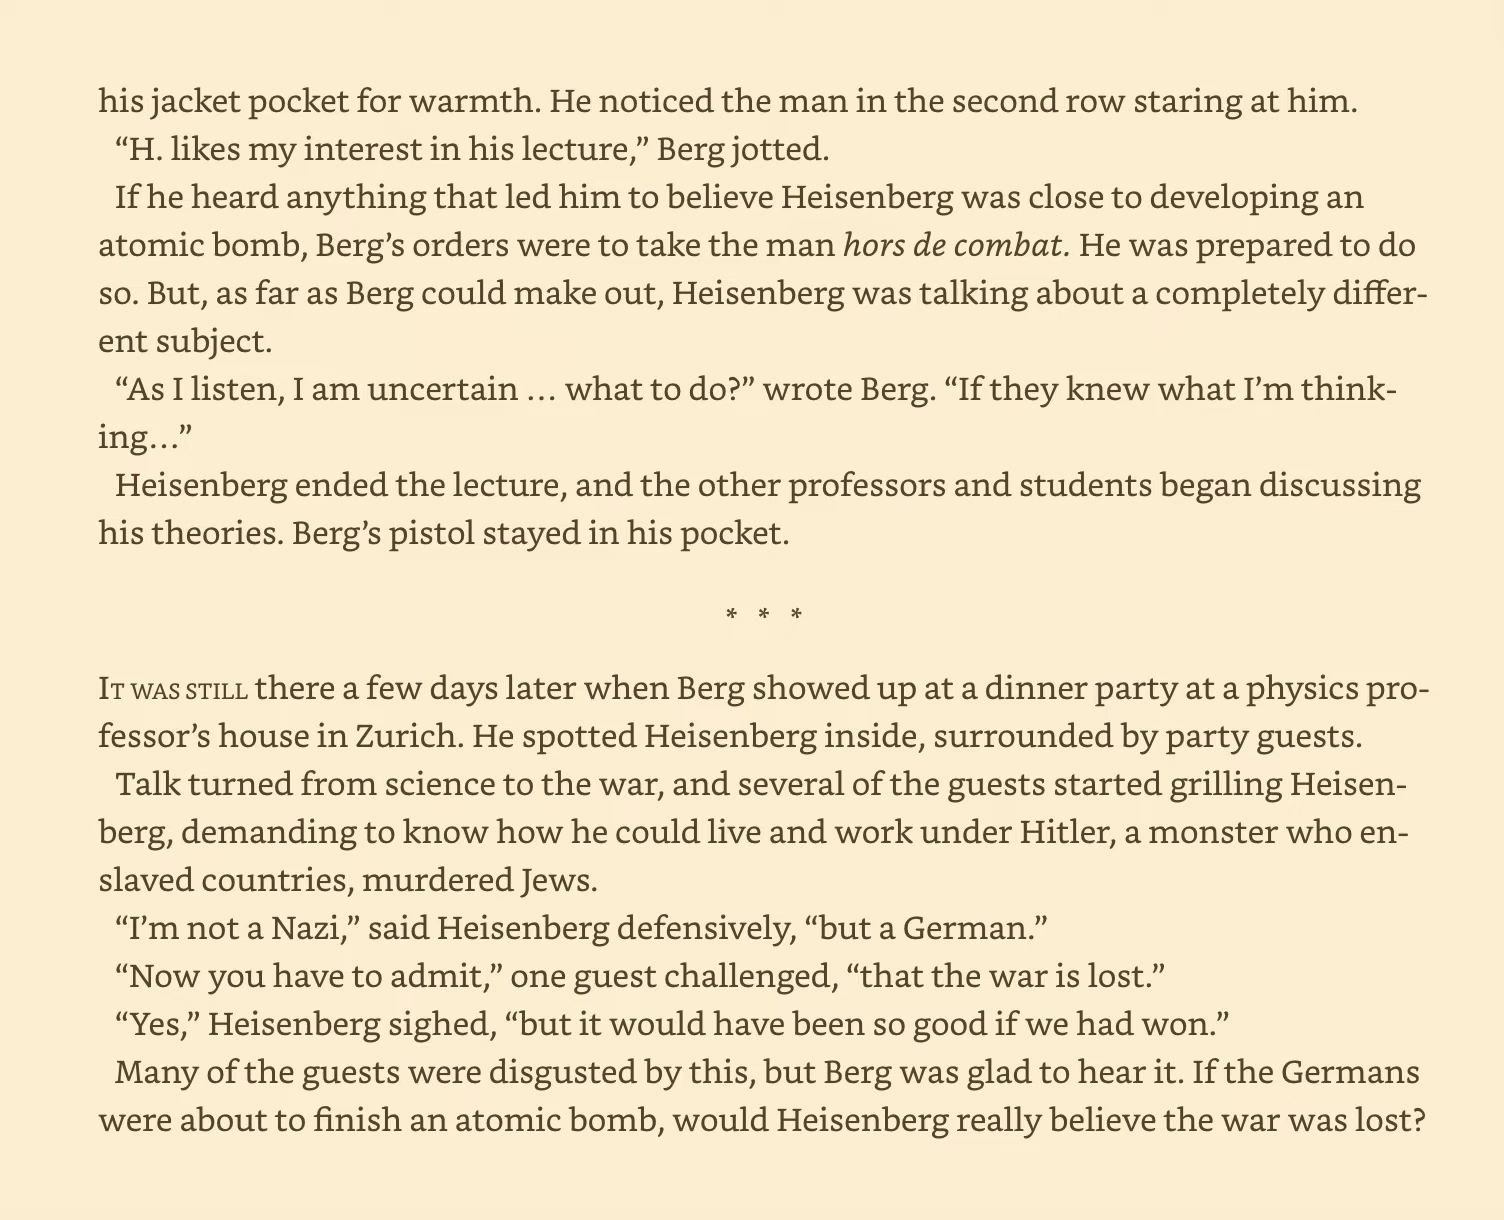 his jacket pocket for warmth. He noticed the man in the second row staring at him.
“H. likes my interest in his lecture,” Berg jotted.
If he heard anything that led him to believe Heisenberg was close to developing an
atomic bomb, Berg’s orders were to take the man hors de combat. He was prepared to do
so. But, as far as Berg could make out, Heisenberg was talking about a completely differ-
ent subject.
“As I listen, I am uncertain … what to do?” wrote Berg. “If they knew what I’m think-
ing…”
Heisenberg ended the lecture, and the other professors and students began discussing
his theories. Berg’s pistol stayed in his pocket.
* * *
IT WAS STILL there a few days later when Berg showed up at a dinner party at a physics pro-
fessor’s house in Zurich. He spotted Heisenberg inside, surrounded by party guests.
Talk turned from science to the war, and several of the guests started grilling Heisen-
berg, demanding to know how he could live and work under Hitler, a monster who en-
slaved countries, murdered Jews.
“I’m not a Nazi,” said Heisenberg defensively, “but a German.”
“Now you have to admit,” one guest challenged, “that the war is lost.”
“Yes,” Heisenberg sighed, “but it would have been so good if we had won.”
Many of the guests were disgusted by this, but Berg was glad to hear it. If the Germans
were about to finish an atomic bomb, would Heisenberg really believe the war was lost?